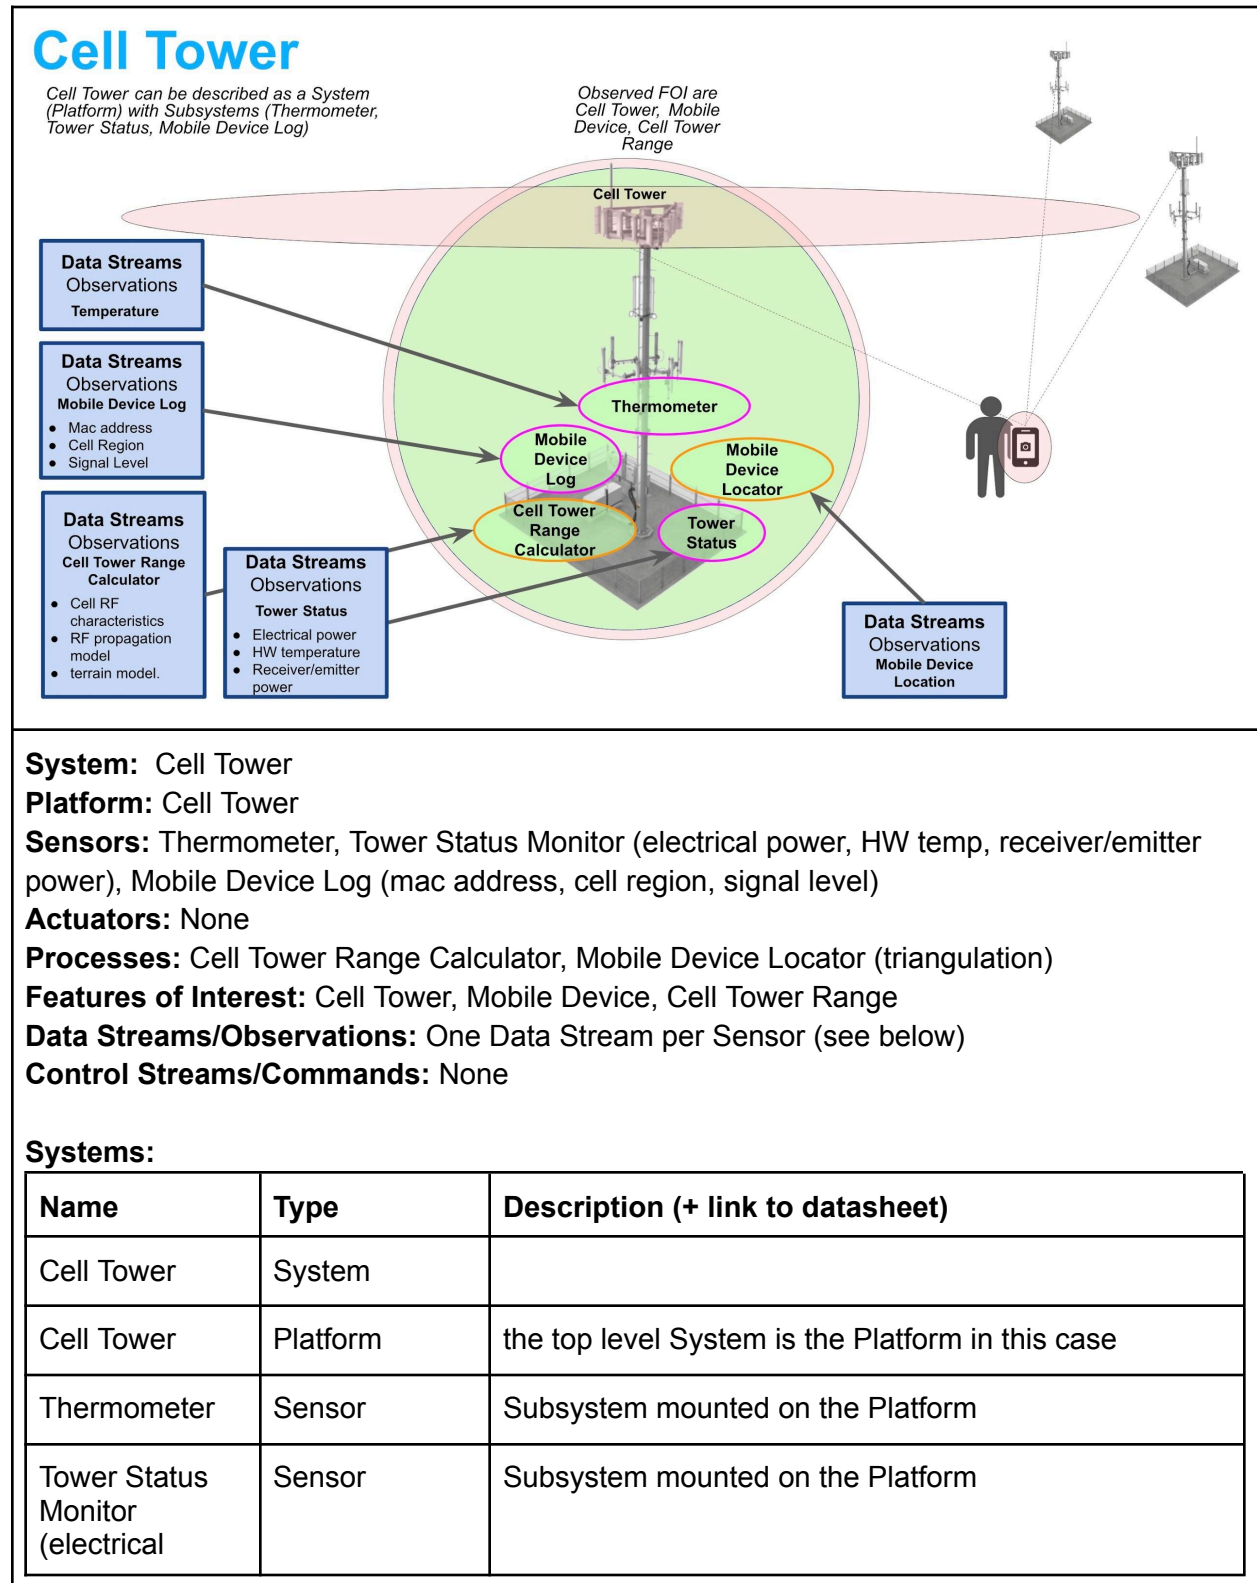 Cell Tower
Cell Tower can be described as a System
(Platform) with Subsystems (Thermometer,
Tower Status, Mobile Device Log)
Observed FOI are
Cell Tower, Mobile
Device, Cell Tower
Range
Cell Tower
Data Streams
Observations
Temperature
Data Streams
Observations
Mobile Device Log
● Mac address
● Cell Region
● Signal Level
Data Streams
Observations
Cell Tower Range
Calculator
● Cell RF
characteristics
● RF propagation
model
● terrain model.
Data Streams
Observations
Tower Status
● Electrical power
● HW temperature
● Receiver/emitter
power
Thermometer
Mobile
Device
Log
Mobile
Device
Locator
Cell Tower
Range
Calculator
Tower
Status
Data Streams
Observations
Mobile Device
Location
System: Cell Tower
Platform: Cell Tower
Sensors: Thermometer, Tower Status Monitor (electrical power, HW temp, receiver/emitter
power), Mobile Device Log (mac address, cell region, signal level)
Actuators: None
Processes: Cell Tower Range Calculator, Mobile Device Locator (triangulation)
Features of Interest: Cell Tower, Mobile Device, Cell Tower Range
Data Streams/Observations: One Data Stream per Sensor (see below)
Control Streams/Commands: None
Systems:
Name Type Description (+ link to datasheet)
Cell Tower System
Cell Tower Platform the top level System is the Platform in this case
Thermometer Sensor Subsystem mounted on the Platform
Tower Status Sensor Subsystem mounted on the Platform
Monitor
(electrical